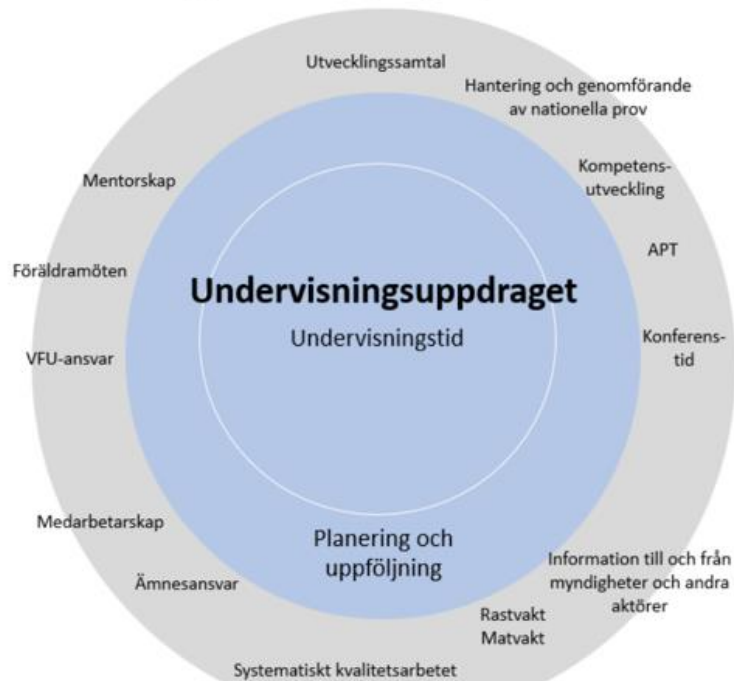 Utvecklingssamtal
Hantering och genomförande
av nationella prov
Kompetens-
utveckling
Mentorskap
APT
Föräldramöten
Undervisningsuppdraget
Undervisningstid
Konferens-
tid
VFU-ansvar
Medarbetarskap
Planering och
uppföljning
Information till och från
myndigheter och andra
aktörer
Ämnesansvar
Rastvakt
Matvakt
Systematiskt kvalitetsarbetet